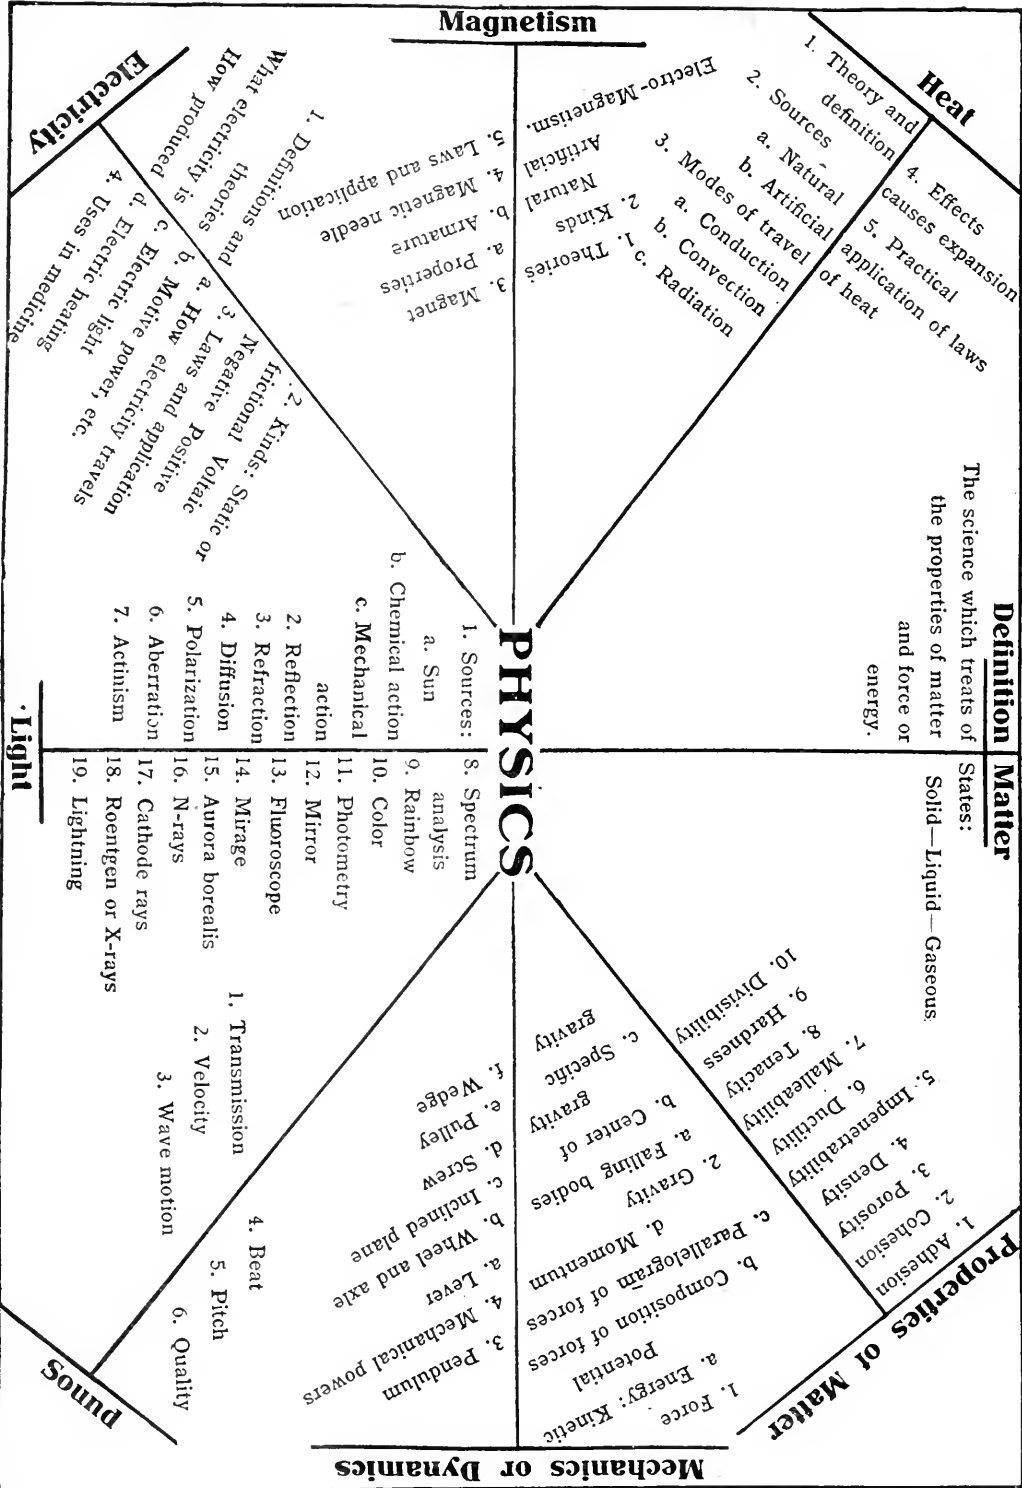 PHYSICS
Definition
The science which treats of
the properties of matter
and force or
energy.
Matter
States:
Solid—Liquid—Gaseous
Properties of Matter
1. Adhesion
2. Cohesion
3. Porosity
4. Density
5. Impenetrability
6. Ductility
7. Malleability
8. Tenacity
9. Hardness
10. Divisibility
Mechanics or Dynamics
1. Force
a. Energy: Kinetic
Potential
b. Composition of forces
c. Parallelogram of forces
d. Momentum
2. Gravity
a. Falling bodies
b. Center of
gravity
c. Specific
gravity
3. Pendulum
4. Mechanical powers
a. Lever
b. Wheel and axle
c. Inclined plane
d. Screw
e. Pulley
f. Wedge
Sound
1. Transmission
2. Velocity
3. Wave motion
4. Beat
5. Pitch
6. Quality
Light
1. Sources:
a. Sun
b. Chemical action
c. Mechanical
action
2. Reflection
3. Refraction
4. Diffusion
5. Polarization
6. Aberration
7. Actinism
8. Spectrum
analysis
9. Rainbow
10. Color
11. Photometry
12. Mirror
13. Fluoroscope
14. Mirage
15. Aurora borealis
16. N-rays
17. Cathode rays
18. Roentgen or X-rays
19. Lightning
Electricity
1. Definitions and
theories
What electricity is
How produced
2. Kinds: Static or
frictional Voltaic
Negative Positive
3. Laws and application
a. How electricity travels
b. Motive power, etc.
c. Electric light
d. Electric heating
4. Uses in medicine
Magnetism
1. Theories
2. Kinds
Natural
Artificial
Electro-Magnetism.
3. Magnet
a. Properties
b. Armature
4. Magnetic needle
5. Laws and application
Heat
1. Theory and
definition
2. Sources
a. Natural
b. Artificial
3. Modes of travel
of heat
a. Conduction
b. Convection
c. Radiation
4. Effects
causes expansion
5. Practical
application of laws